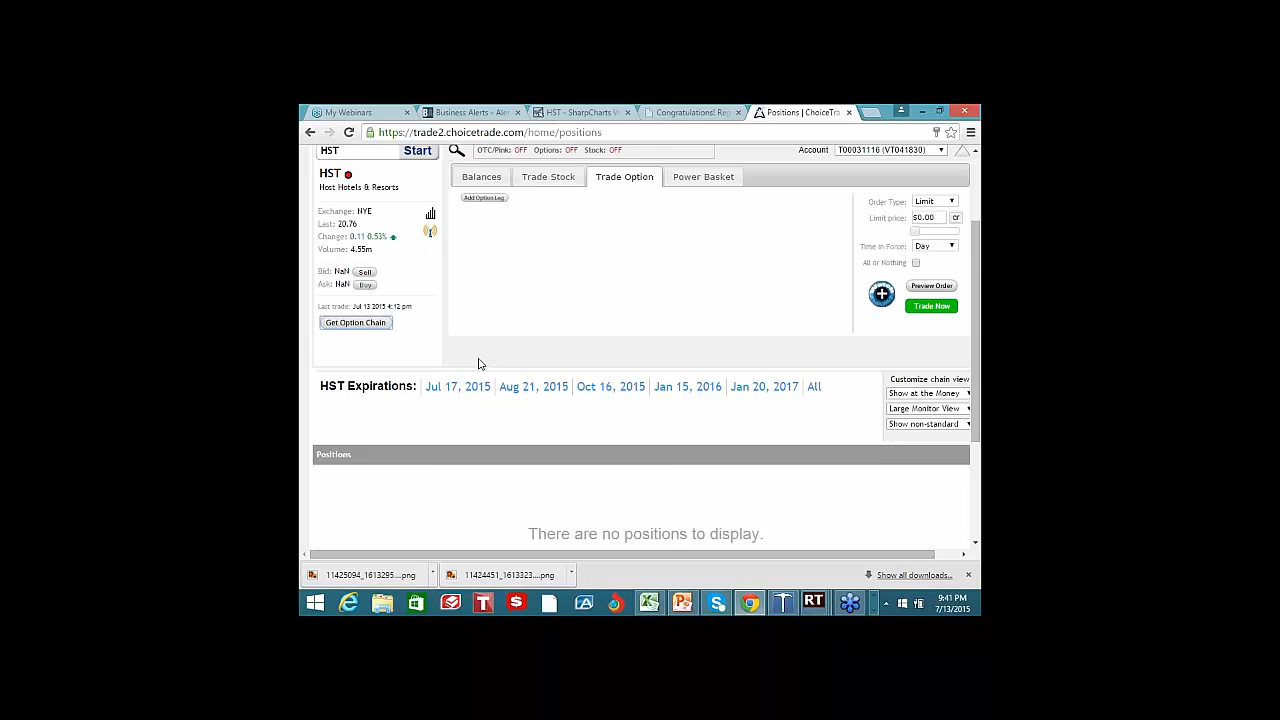 My Webinars
Business Alerts - Ale
HST - SharpCharts W
Congratulations! Re
Positions | ChoiceTra
https://trade2.choicetrade.com/home/positions
HST Start
OTC/Pink: OFF Options: OFF Stock: OFF
Account T00031116 (VT041830)
HST
Host Hotels & Resorts
Balances Trade Stock Trade Option Power Basket
Add Option Leg
Exchange: NYE
Last: 20.76
Change: 0.11 0.53%
Volume: 4.55m
Bid: NaN Sell
Ask: NaN Buy
Last trade: Jul 13 2015 4:12 pm
Get Option Chain
Order Type: Limit
Limit price: $0.00 cr
Time in Force: Day
All or Nothing
Preview Order
Trade Now
HST Expirations: Jul 17, 2015 Aug 21, 2015 Oct 16, 2015 Jan 15, 2016 Jan 20, 2017 All
Customize chain view
Show at the Money
Large Monitor View
Show non-standard
Positions
There are no positions to display.
11425094_1613295....png 11424451_1613323....png Show all downloads...
RT
9:41 PM
7/13/2015